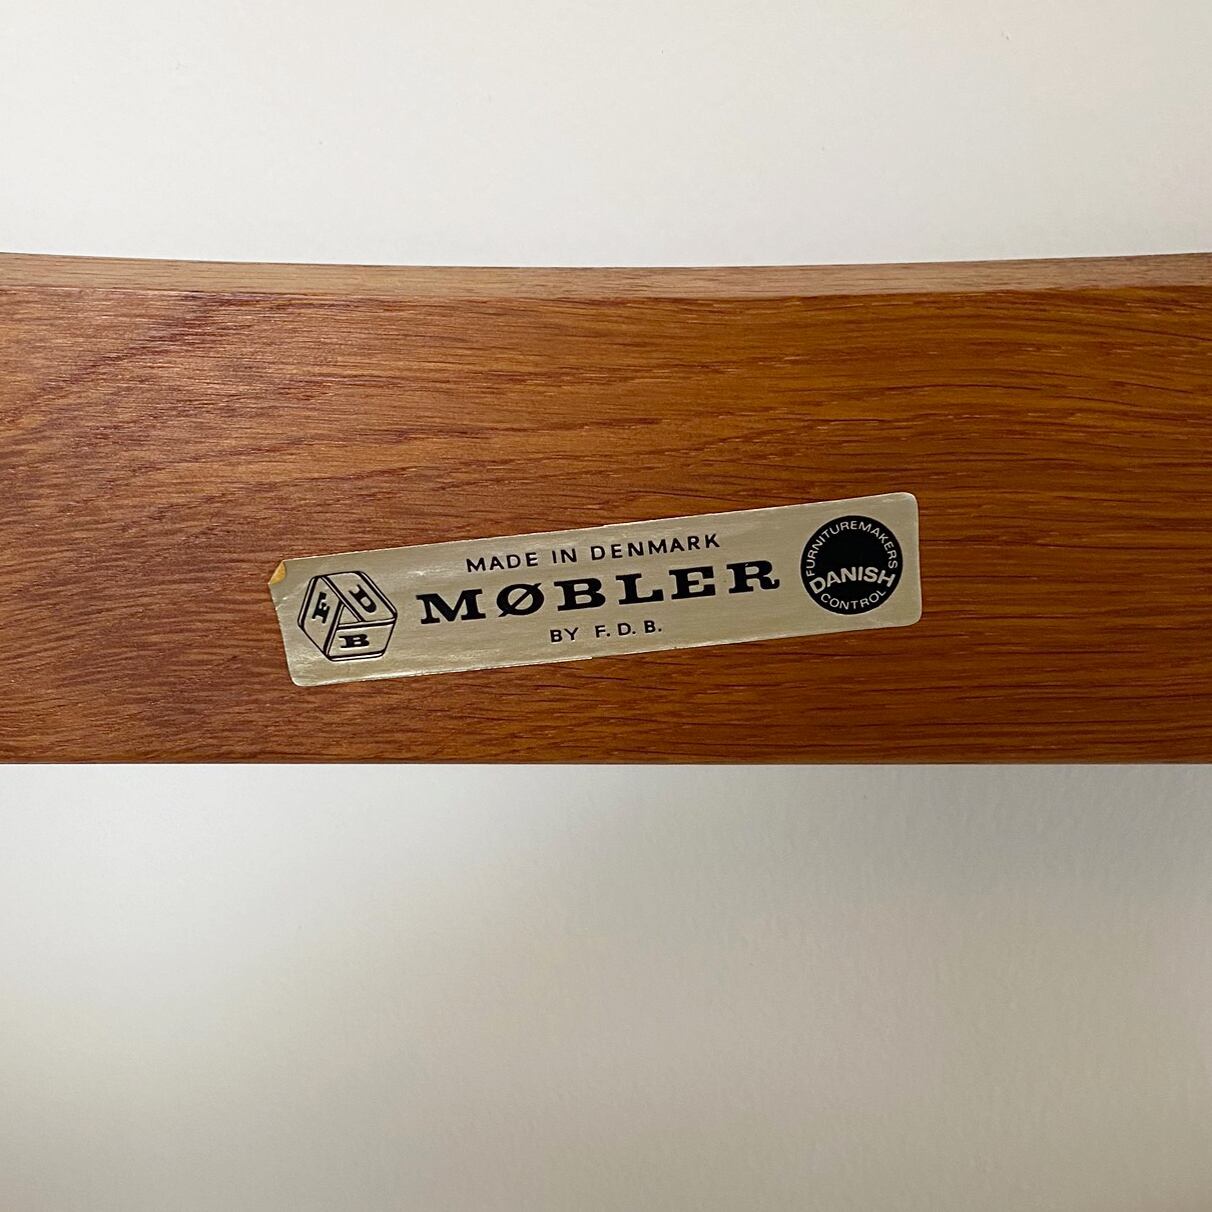 F D B
MADE IN DENMARK
MØBLER
BY F.D.B.
FURNITUREMAKERS
DANISH
CONTROL